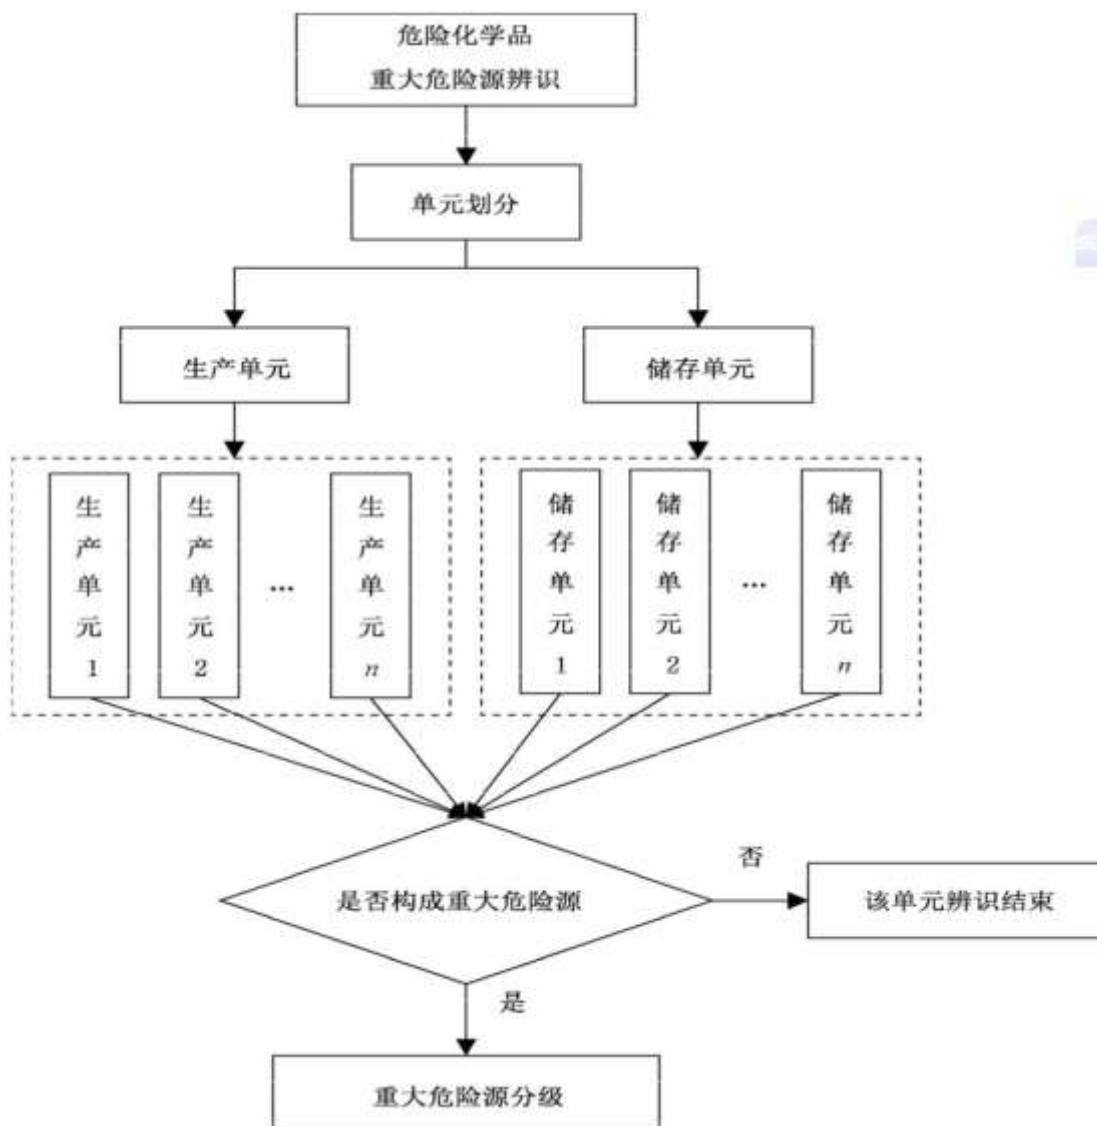 危险化学品
重大危险源辨识
单元划分
生产单元
储存单元
生产单元1
生产单元2
...
生产单元n
储存单元1
储存单元2
...
储存单元n
是否构成重大危险源
否
该单元辨识结束
是
重大危险源分级